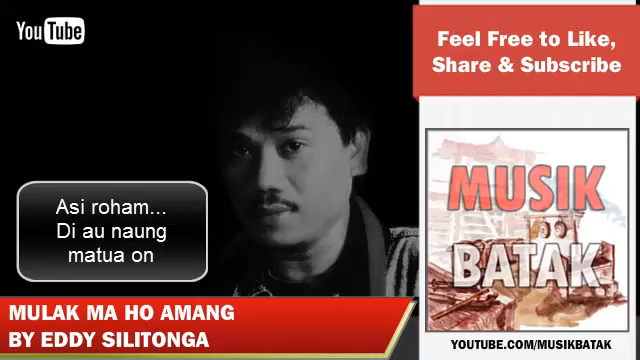 YouTube
Feel Free to Like,
Share & Subscribe
Asi roham...
Di au naung
matua on
MUSIK
BATAK
MULAK MA HO AMANG
BY EDDY SILITONGA
YOUTUBE.COM/MUSIKBATAK